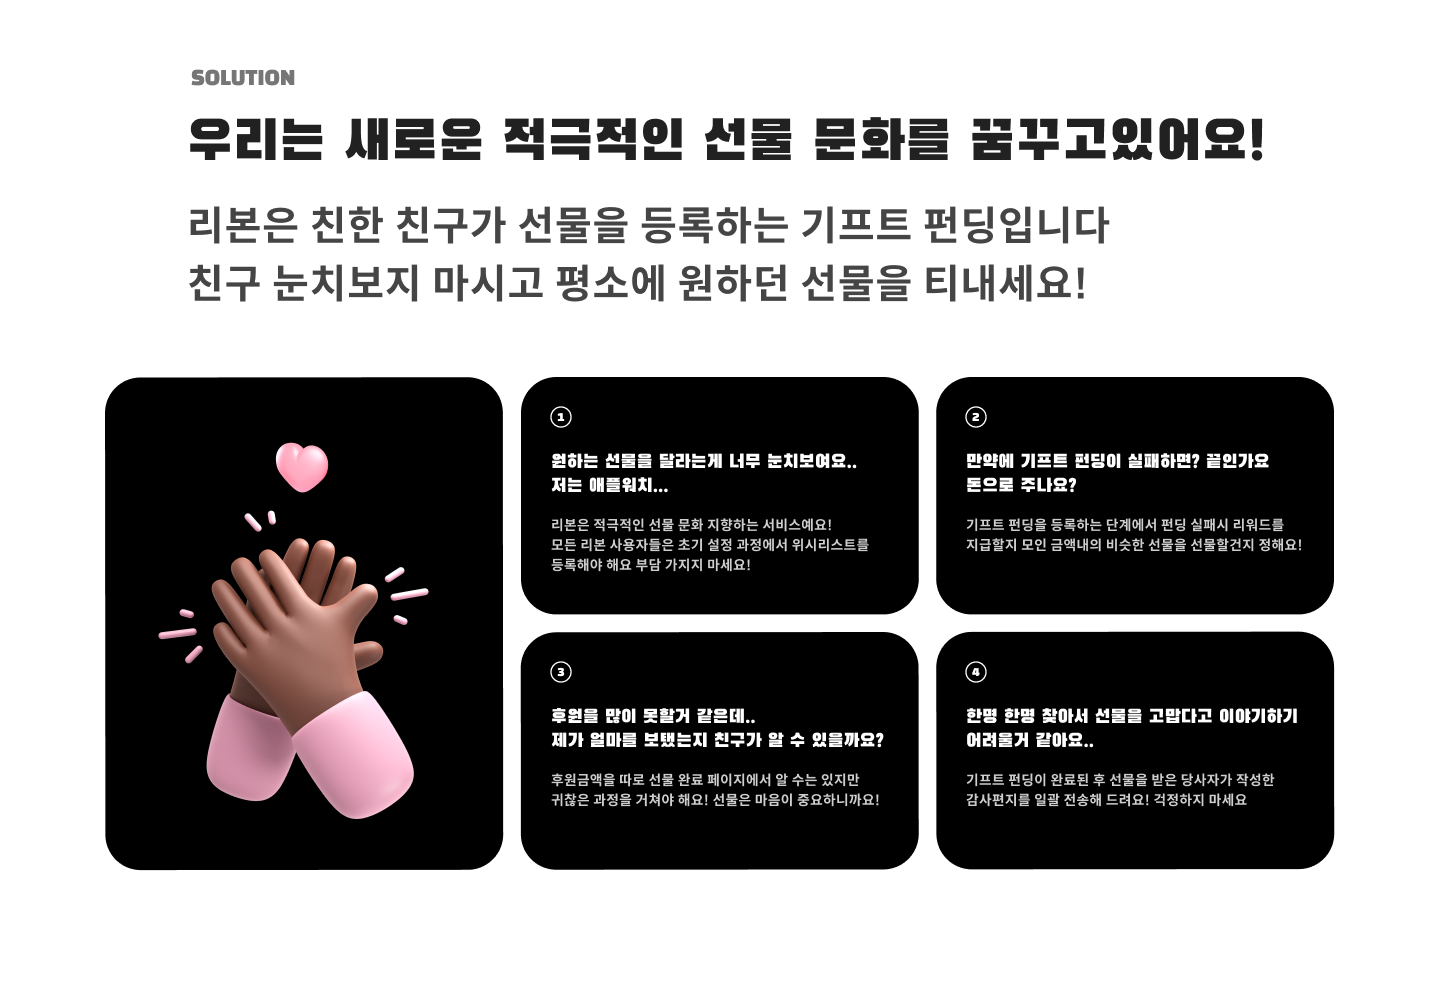 SOLUTION
우리는 새로운 적극적인 선물 문화를 꿈꾸고있어요!
리본은 친한 친구가 선물을 등록하는 기프트 펀딩입니다
친구 눈치보지 마시고 평소에 원하던 선물을 티내세요!
1
원하는 선물을 달라는게 너무 눈치보여요..
저는 애플워치...
리본은 적극적인 선물 문화 지향하는 서비스예요!
모든 리본 사용자들은 초기 설정 과정에서 위시리스트를
등록해야 해요 부담 가지지 마세요!
2
만약에 기프트 펀딩이 실패하면? 끝인가요
돈으로 주나요?
기프트 펀딩을 등록하는 단계에서 펀딩 실패시 리워드를
지급할지 모인 금액내의 비슷한 선물을 선물할건지 정해요!
3
후원을 많이 못할거 같은데..
제가 얼마를 보탰는지 친구가 알 수 있을까요?
후원금액을 따로 선물 완료 페이지에서 알 수는 있지만
귀찮은 과정을 거쳐야 해요! 선물은 마음이 중요하니까요!
4
한명 한명 찾아서 선물을 고맙다고 이야기하기
어려울거 같아요..
기프트 펀딩이 완료된 후 선물을 받은 당사자가 작성한
감사편지를 일괄 전송해 드려요! 걱정하지 마세요